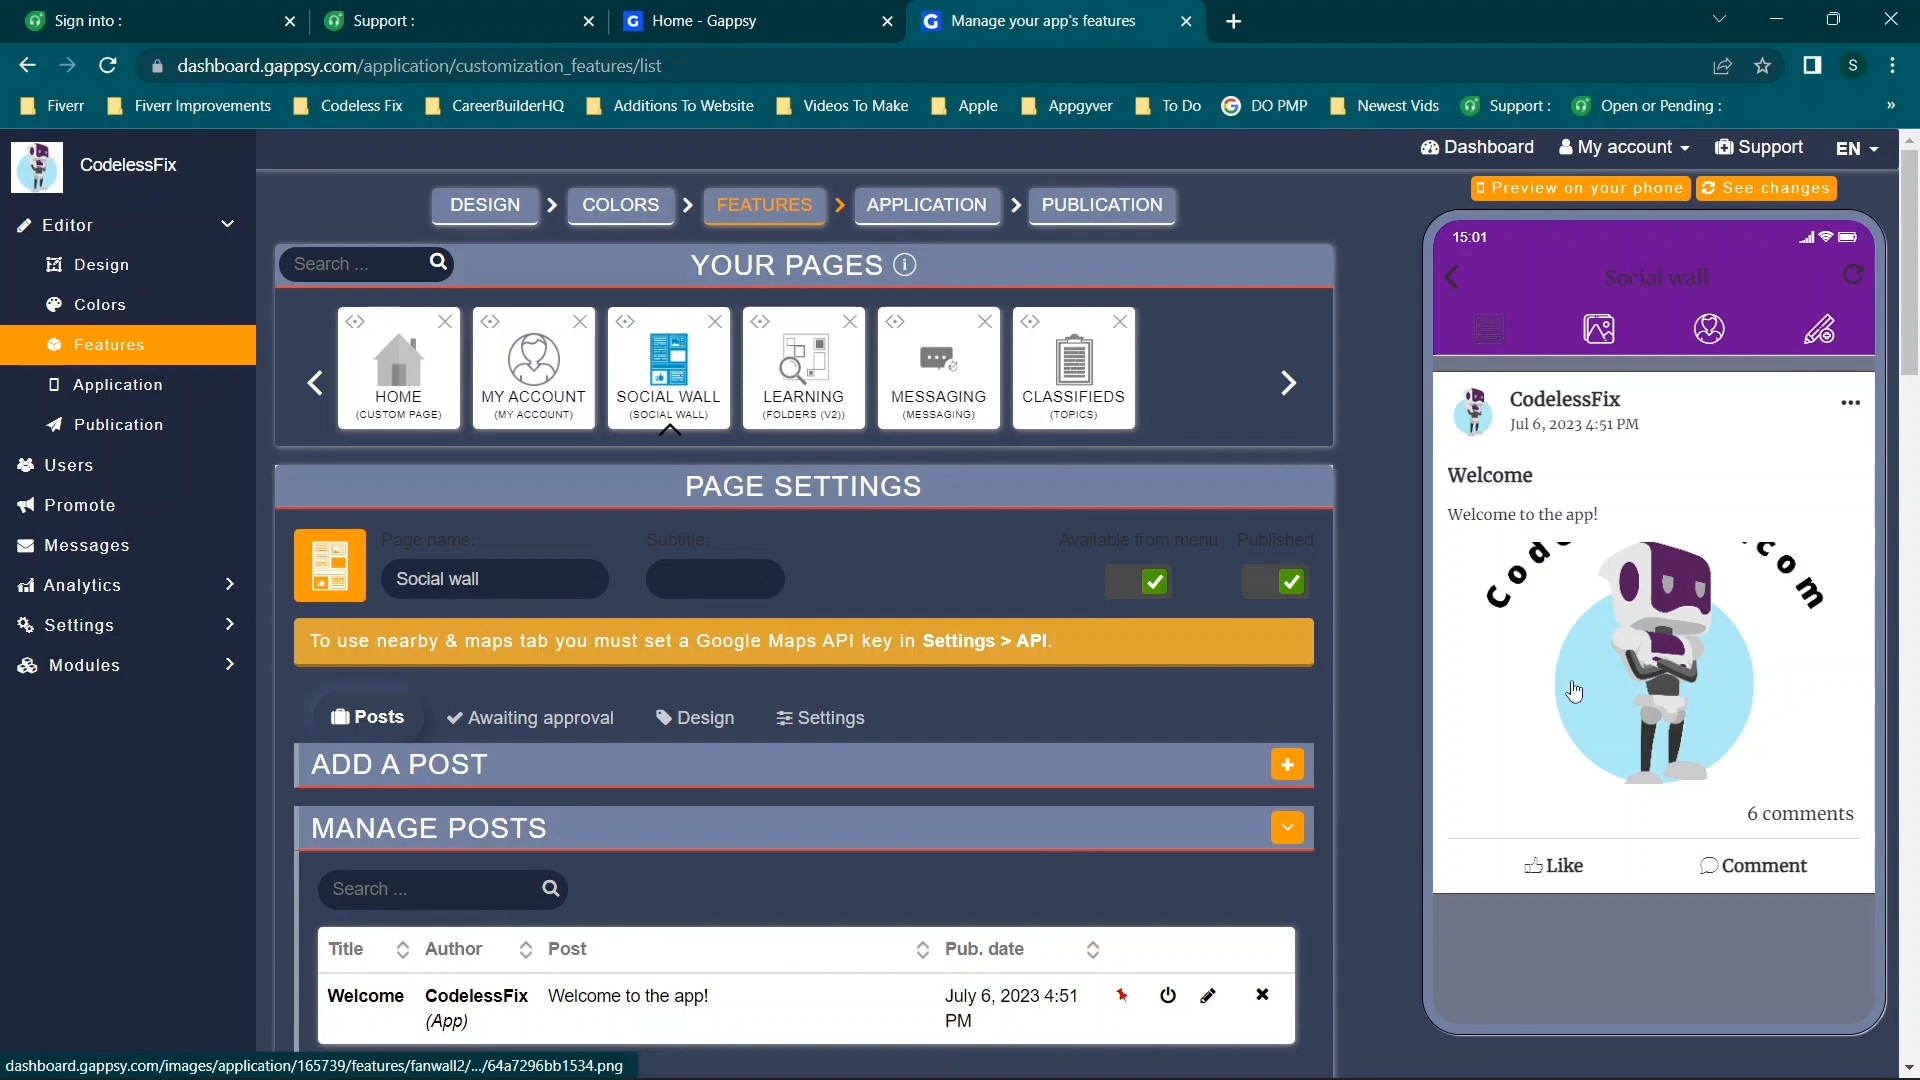 Sign into :
Support :
Home - Gappsy
Manage your app's features
dashboard.gappsy.com/application/customization_features/list
S
Fiverr
Fiverr Improvements
Codeless Fix
CareerBuilderHQ
Additions To Website
Videos To Make
Apple
Appgyver
To Do
DO PMP
Newest Vids
Support :
Open or Pending :
»
CodelessFix
Dashboard
My account
Support
EN
Editor
Design
Colors
Features
Application
Publication
Users
Promote
Messages
Analytics
Settings
Modules
DESIGN
COLORS
FEATURES
APPLICATION
PUBLICATION
Preview on your phone
See changes
Search ...
YOUR PAGES
HOME
(CUSTOM PAGE)
MY ACCOUNT
(MY ACCOUNT)
SOCIAL WALL
(SOCIAL WALL)
LEARNING
(FOLDERS (V2))
MESSAGING
(MESSAGING)
CLASSIFIEDS
(TOPICS)
PAGE SETTINGS
Page name:
Subtitle:
Available from menu
Published
Social wall
To use nearby & maps tab you must set a Google Maps API key in Settings > API.
Posts
Awaiting approval
Design
Settings
ADD A POST
MANAGE POSTS
Search ...
Title
Author
Post
Pub. date
Welcome
CodelessFix
(App)
Welcome to the app!
July 6, 2023 4:51
PM
15:01
Social wall
CodelessFix
Jul 6, 2023 4:51 PM
Welcome
Welcome to the app!
6 comments
Like
Comment
dashboard.gappsy.com/images/application/165739/features/fanwall2/.../64a7296bb1534.png